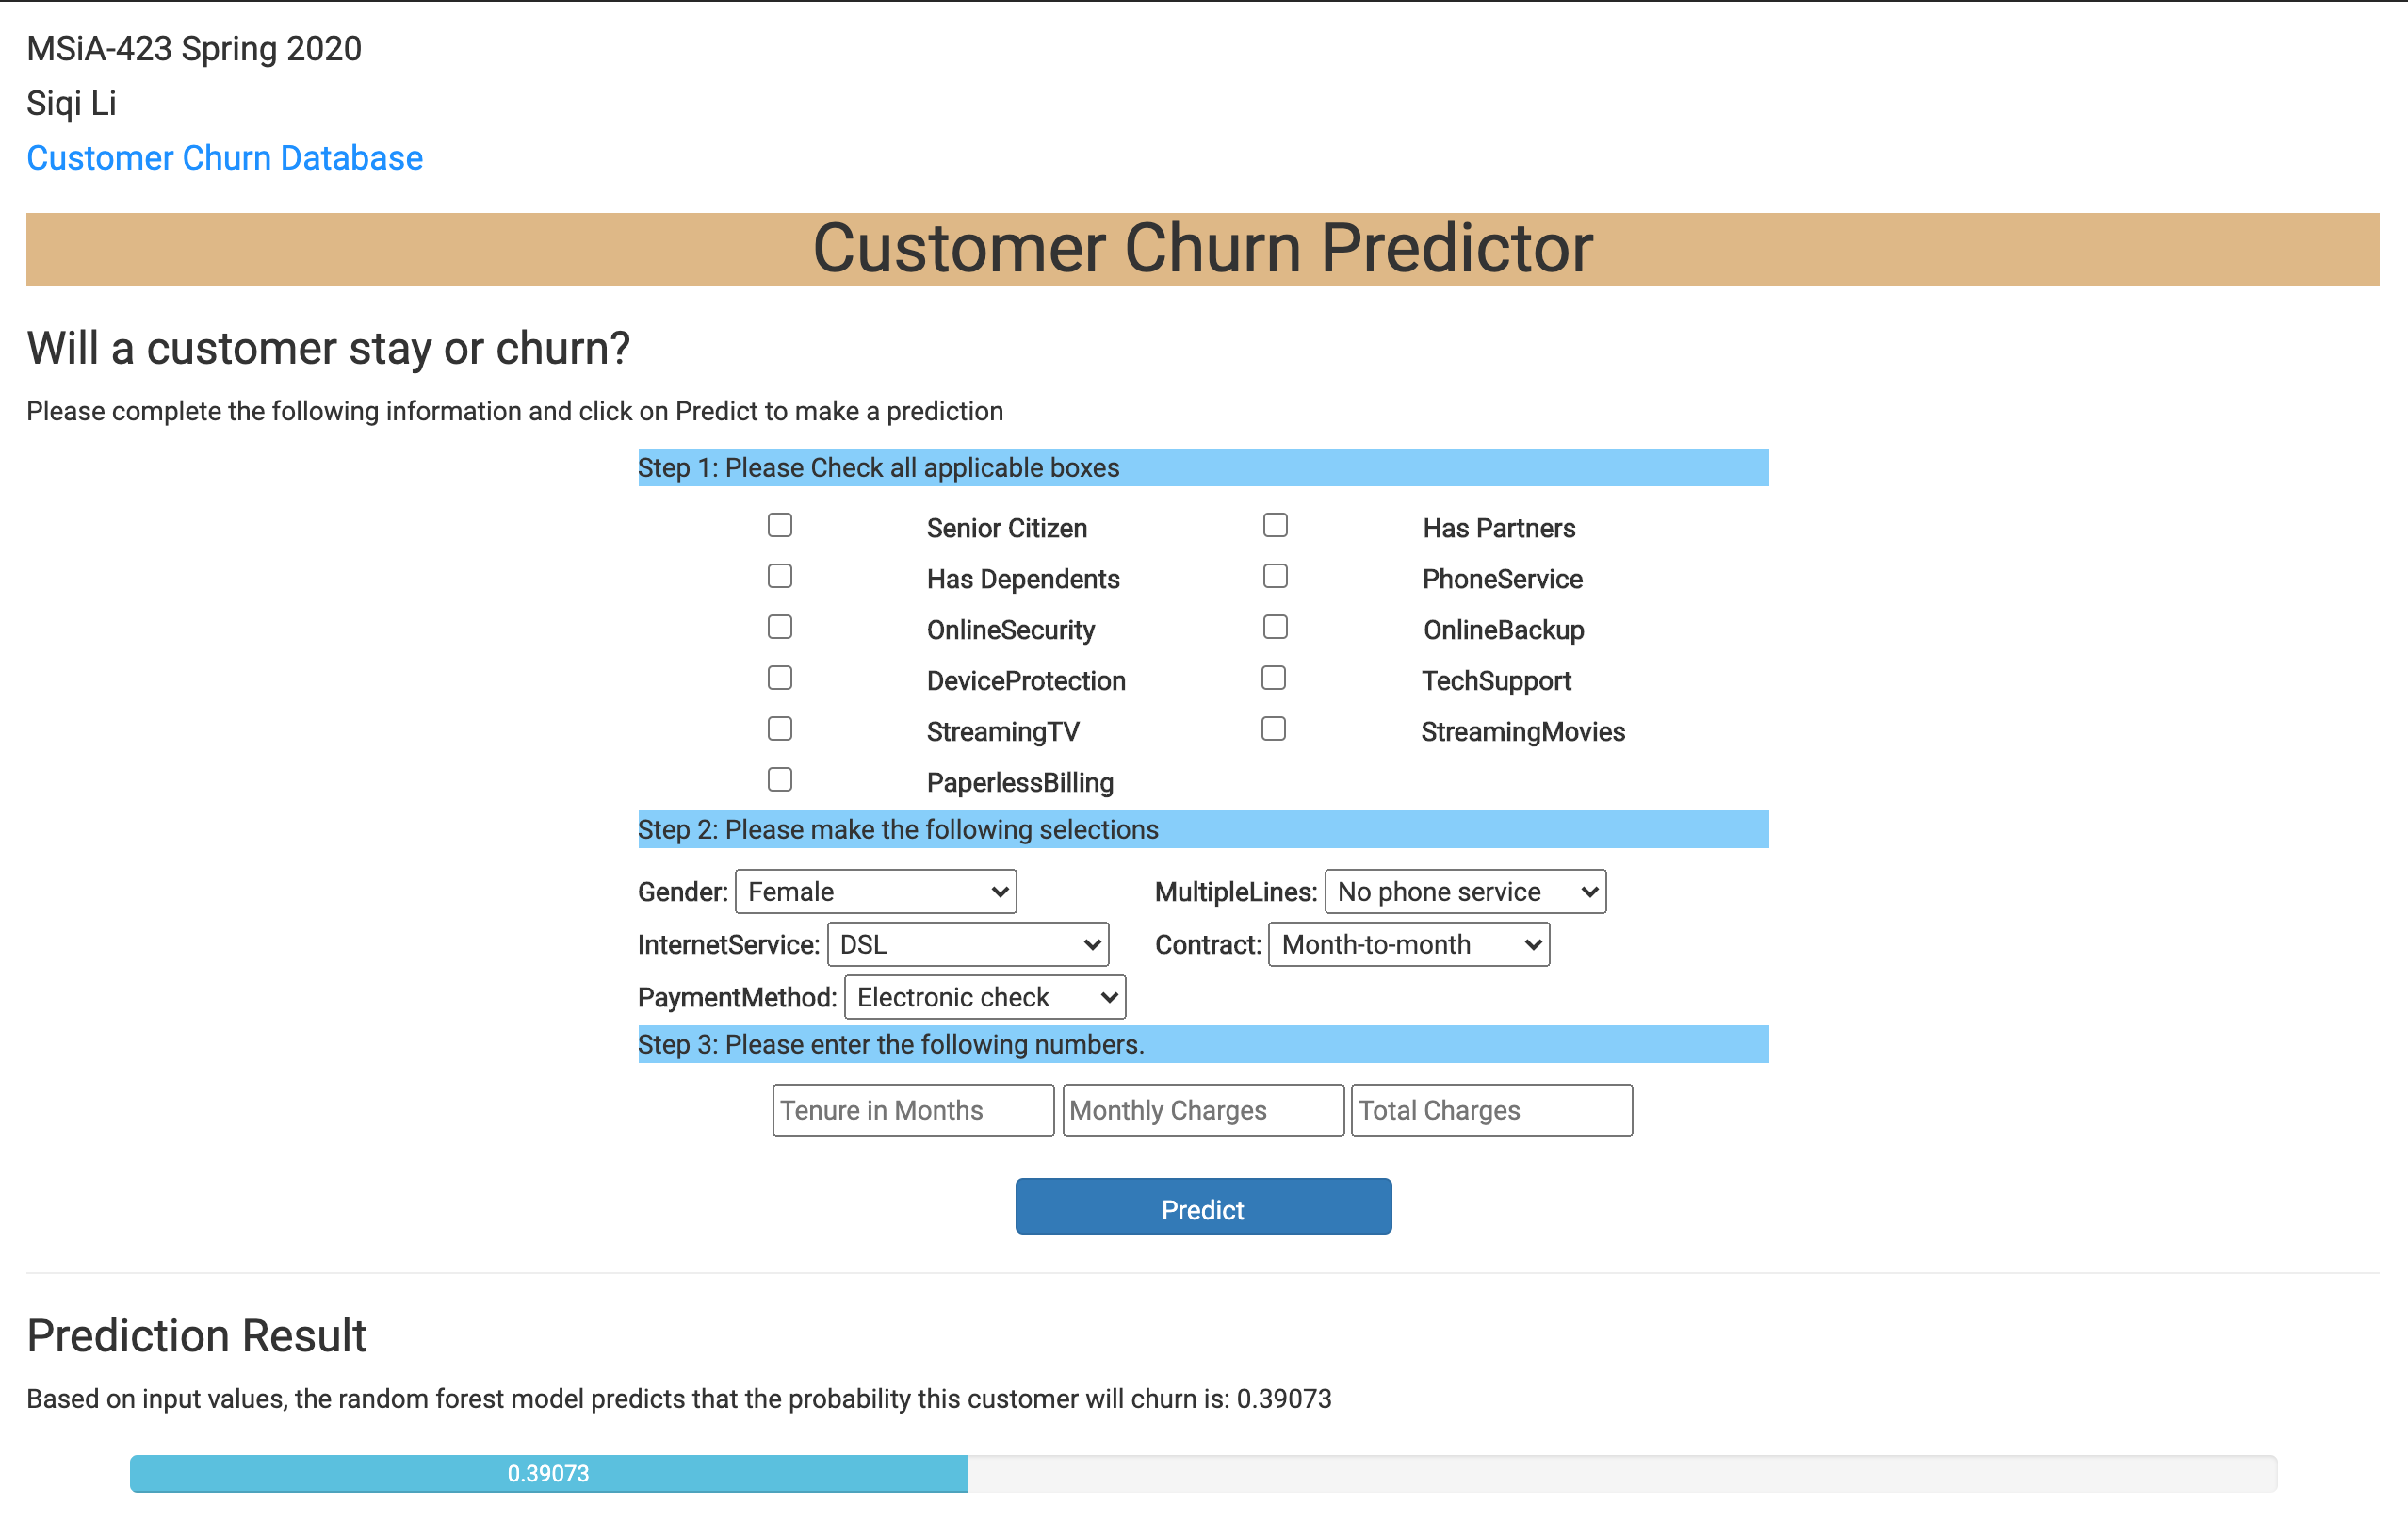 MSiA-423 Spring 2020
Siqi Li
Customer Churn Database
Customer Churn Predictor
Will a customer stay or churn?
Please complete the following information and click on Predict to make a prediction
Step 1: Please Check all applicable boxes
Senior Citizen Has Partners
Has Dependents PhoneService
OnlineSecurity OnlineBackup
DeviceProtection TechSupport
StreamingTV StreamingMovies
PaperlessBilling
Step 2: Please make the following selections
Gender: Female MultipleLines: No phone service
InternetService: DSL Contract: Month-to-month
PaymentMethod: Electronic check
Step 3: Please enter the following numbers.
Tenure in Months Monthly Charges Total Charges
Predict
Prediction Result
Based on input values, the random forest model predicts that the probability this customer will churn is: 0.39073
0.39073